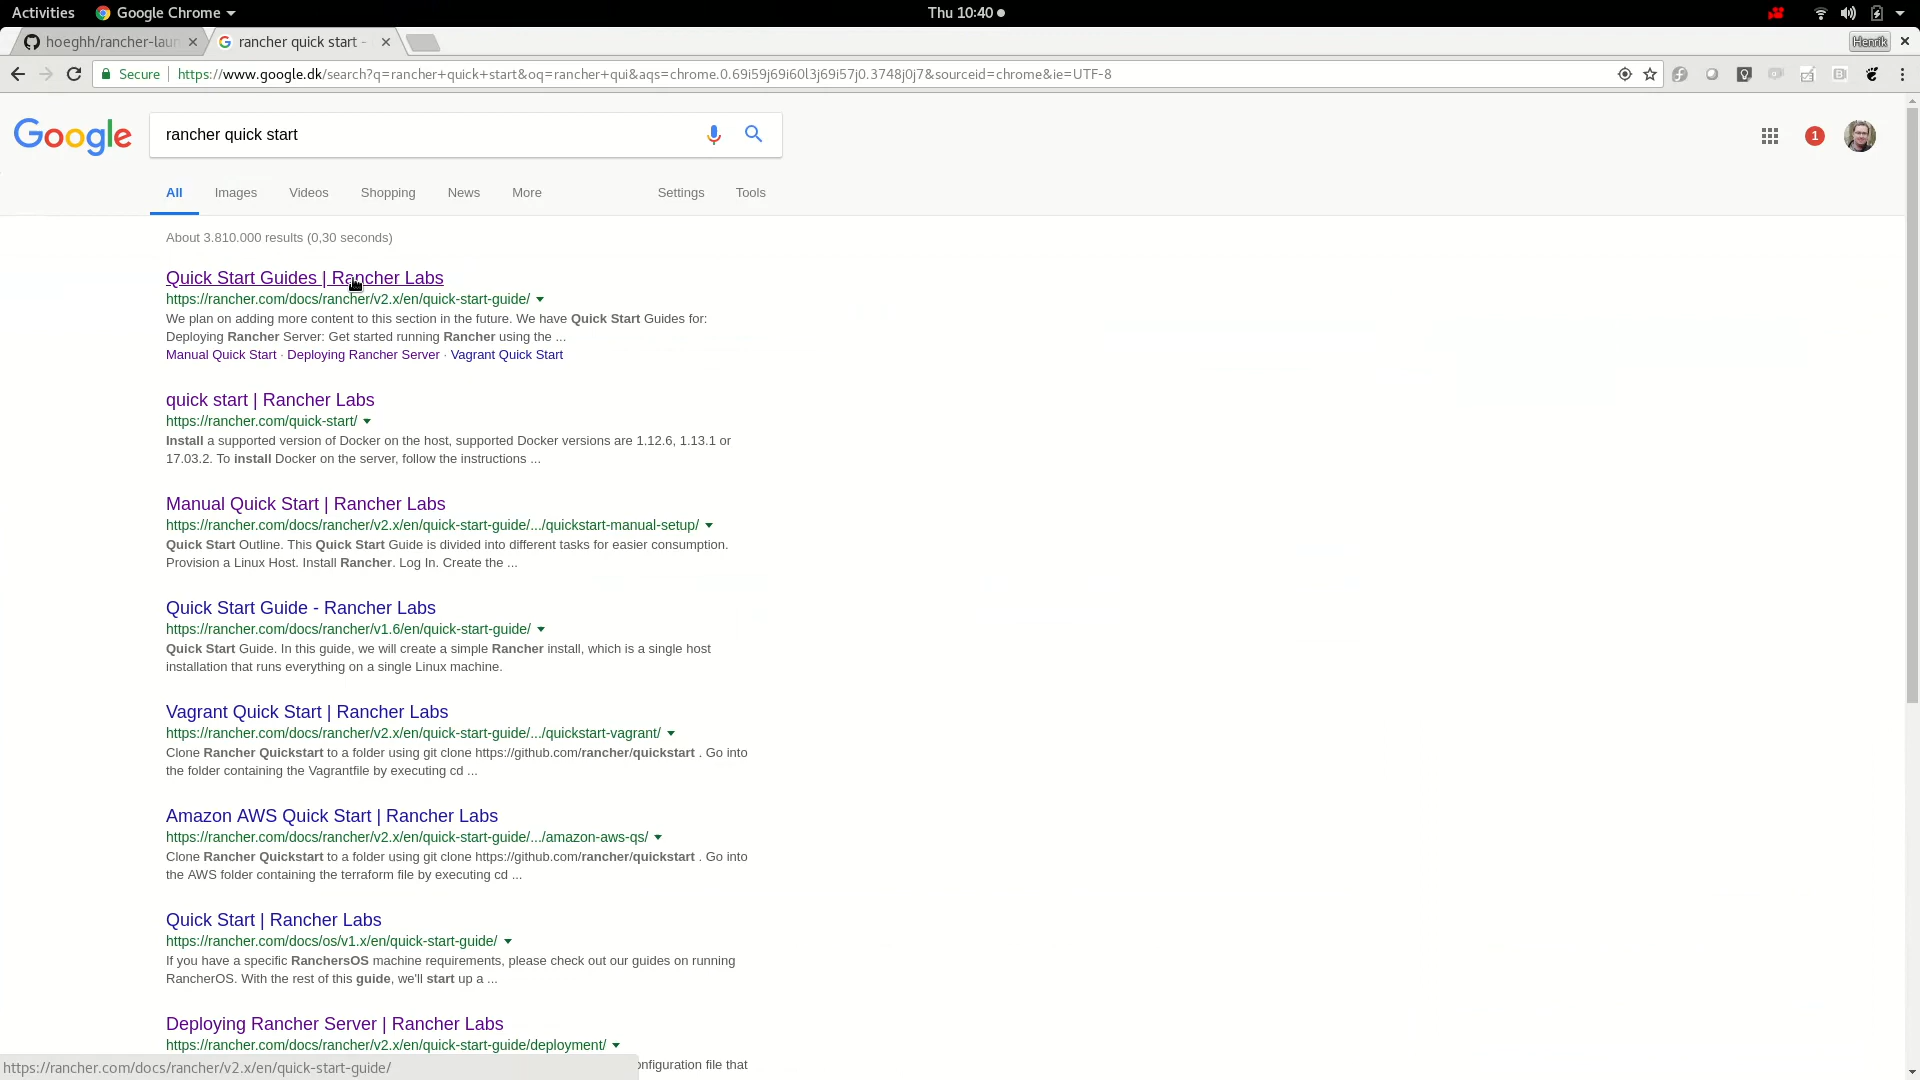 Activities Google Chrome Thu 10:40
hoeghh/rancher-laun rancher quick start - Henrik
Secure https://www.google.dk/search?q=rancher+quick+start&oq=rancher+qui&aqs=chrome.0.69i59j69i60l3j69i57j0.3748j0j7&sourceid=chrome&ie=UTF-8
Google rancher quick start 1
All Images Videos Shopping News More Settings Tools
About 3.810.000 results (0,30 seconds)
Quick Start Guides | Rancher Labs
https://rancher.com/docs/rancher/v2.x/en/quick-start-guide/
We plan on adding more content to this section in the future. We have Quick Start Guides for:
Deploying Rancher Server: Get started running Rancher using the ...
Manual Quick Start · Deploying Rancher Server · Vagrant Quick Start
quick start | Rancher Labs
https://rancher.com/quick-start/
Install a supported version of Docker on the host, supported Docker versions are 1.12.6, 1.13.1 or
17.03.2. To install Docker on the server, follow the instructions ...
Manual Quick Start | Rancher Labs
https://rancher.com/docs/rancher/v2.x/en/quick-start-guide/.../quickstart-manual-setup/
Quick Start Outline. This Quick Start Guide is divided into different tasks for easier consumption.
Provision a Linux Host. Install Rancher. Log In. Create the ...
Quick Start Guide - Rancher Labs
https://rancher.com/docs/rancher/v1.6/en/quick-start-guide/
Quick Start Guide. In this guide, we will create a simple Rancher install, which is a single host
installation that runs everything on a single Linux machine.
Vagrant Quick Start | Rancher Labs
https://rancher.com/docs/rancher/v2.x/en/quick-start-guide/.../quickstart-vagrant/
Clone Rancher Quickstart to a folder using git clone https://github.com/rancher/quickstart . Go into
the folder containing the Vagrantfile by executing cd ...
Amazon AWS Quick Start | Rancher Labs
https://rancher.com/docs/rancher/v2.x/en/quick-start-guide/.../amazon-aws-qs/
Clone Rancher Quickstart to a folder using git clone https://github.com/rancher/quickstart . Go into
the AWS folder containing the terraform file by executing cd ...
Quick Start | Rancher Labs
https://rancher.com/docs/os/v1.x/en/quick-start-guide/
If you have a specific RanchersOS machine requirements, please check out our guides on running
RancherOS. With the rest of this guide, we'll start up a ...
Deploying Rancher Server | Rancher Labs
https://rancher.com/docs/rancher/v2.x/en/quick-start-guide/deployment/
onfiguration file that
https://rancher.com/docs/rancher/v2.x/en/quick-start-guide/